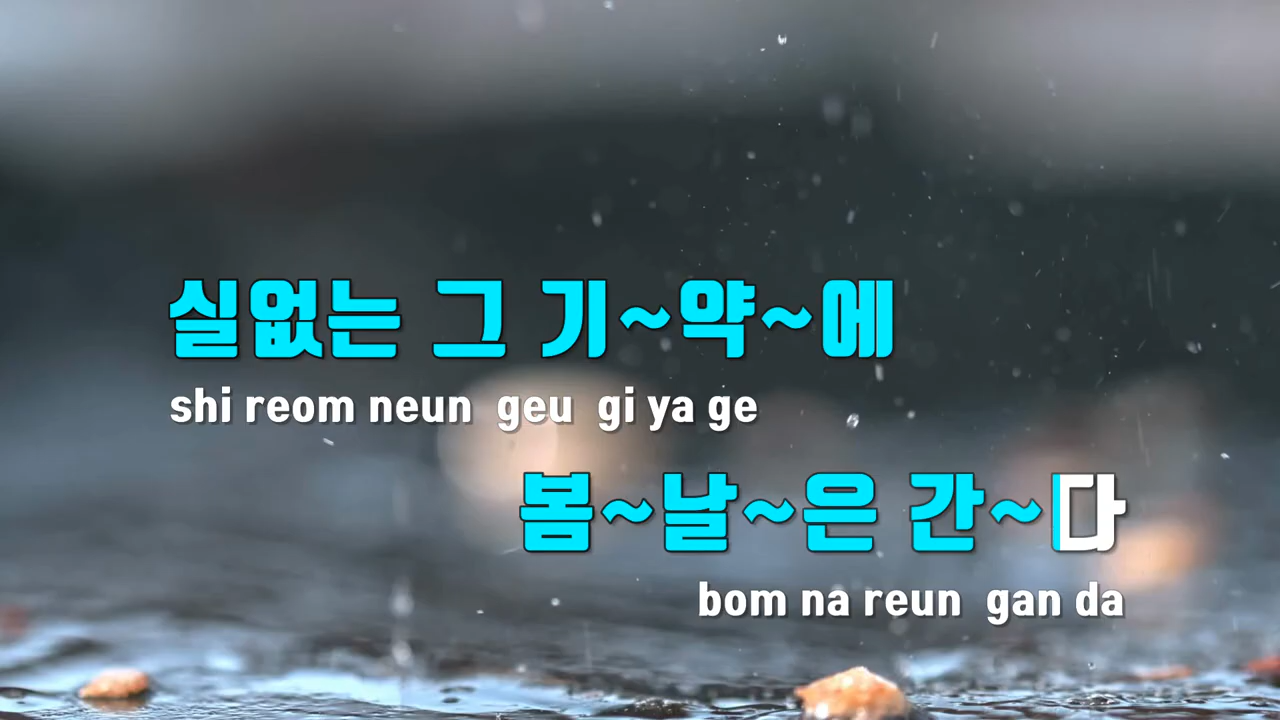 실없는 그 기~약~에
shi reom neun geu gi ya ge
봄~날~은 간~다
bom na reun gan da